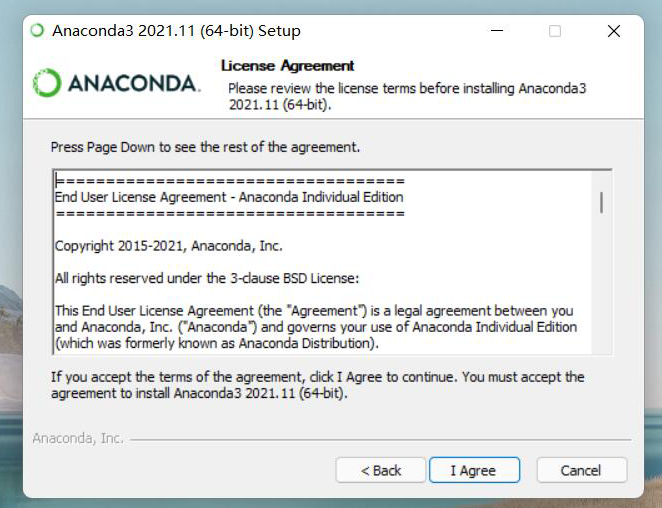 Anaconda3 2021.11 (64-bit) Setup
ANACONDA.
License Agreement
Please review the license terms before installing Anaconda3
2021.11 (64-bit).
Press Page Down to see the rest of the agreement.
===================================
End User License Agreement - Anaconda Individual Edition
===================================
Copyright 2015-2021, Anaconda, Inc.
All rights reserved under the 3-clause BSD License:
This End User License Agreement (the "Agreement") is a legal agreement between you
and Anaconda, Inc. ("Anaconda") and governs your use of Anaconda Individual Edition
(which was formerly known as Anaconda Distribution).
If you accept the terms of the agreement, click I Agree to continue. You must accept the
agreement to install Anaconda3 2021.11 (64-bit).
Anaconda, Inc.
< Back
I Agree
Cancel